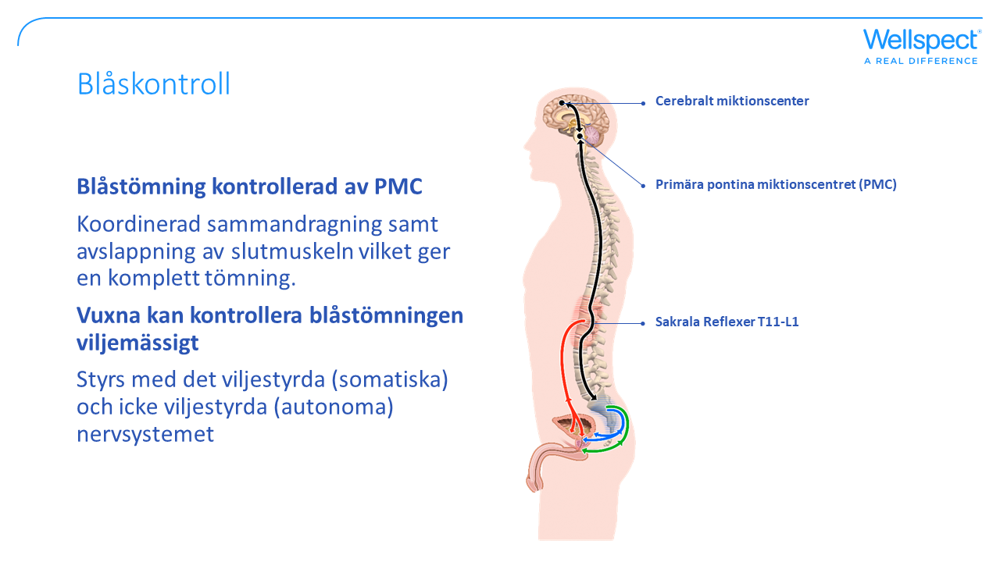 Wellspect®
A REAL DIFFERENCE
Blåskontroll
Cerebralt miktionscenter
Primära pontina miktionscentret (PMC)
Blåstömning kontrollerad av PMC
Koordinerad sammandragning samt
avslappning av slutmuskeln vilket ger
en komplett tömning.
Vuxna kan kontrollera blåstömningen
viljemässigt
Sakrala Reflexer T11-L1
Styrs med det viljestyrda (somatiska)
och icke viljestyrda (autonoma)
nervsystemet